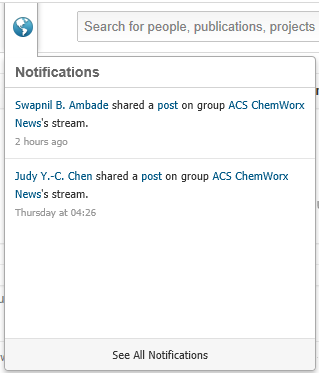 Search for people, publications, projects
Notifications
Swapnil B. Ambade shared a post on group ACS ChemWorx
News's stream.
2 hours ago
Judy Y.-C. Chen shared a post on group ACS ChemWorx
News's stream.
Thursday at 04:26
See All Notifications